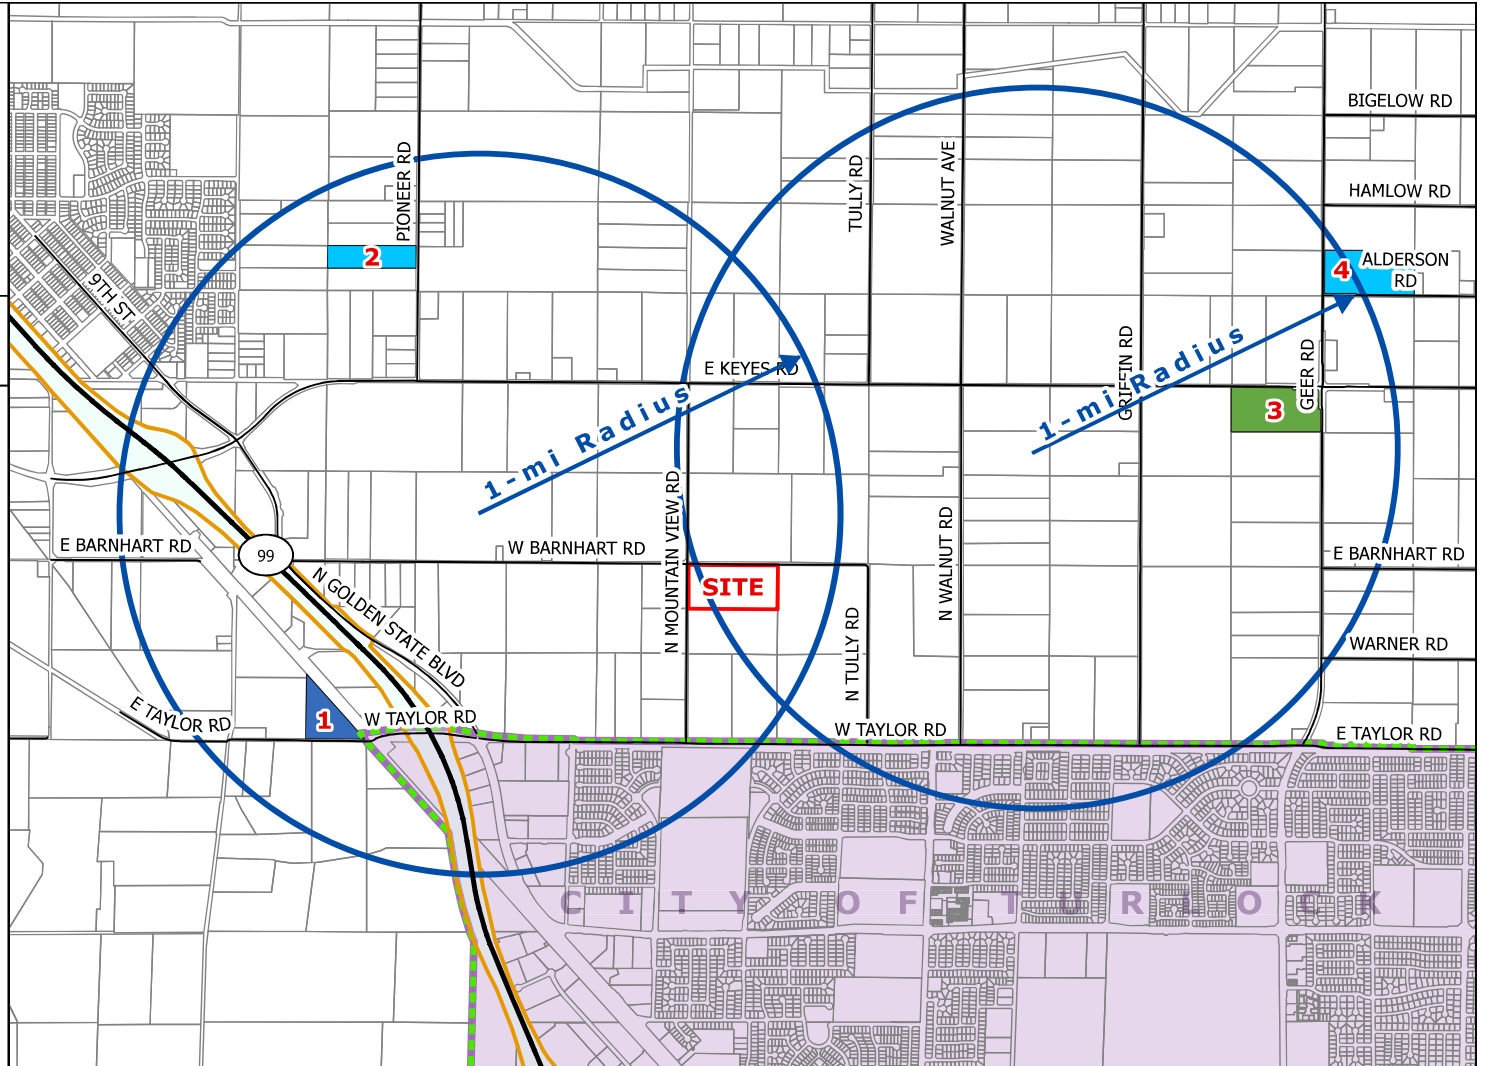 BIGELOW RD
HAMLOW RD
PIONEER RD
TULLY RD
WALNUT AVE
2
4
ALDERSON
RD
9TH ST
1-mi Radius
E KEYES RD
1-mi Radius
GRIFFIN RD
GEER RD
3
E BARNHART RD
99
W BARNHART RD
N MOUNTAIN VIEW RD
N WALNUT RD
E BARNHART RD
SITE
N GOLDEN STATE BLVD
N TULLY RD
WARNER RD
E TAYLOR RD
1
W TAYLOR RD
W TAYLOR RD
E TAYLOR RD
CITY OF TURLOCK